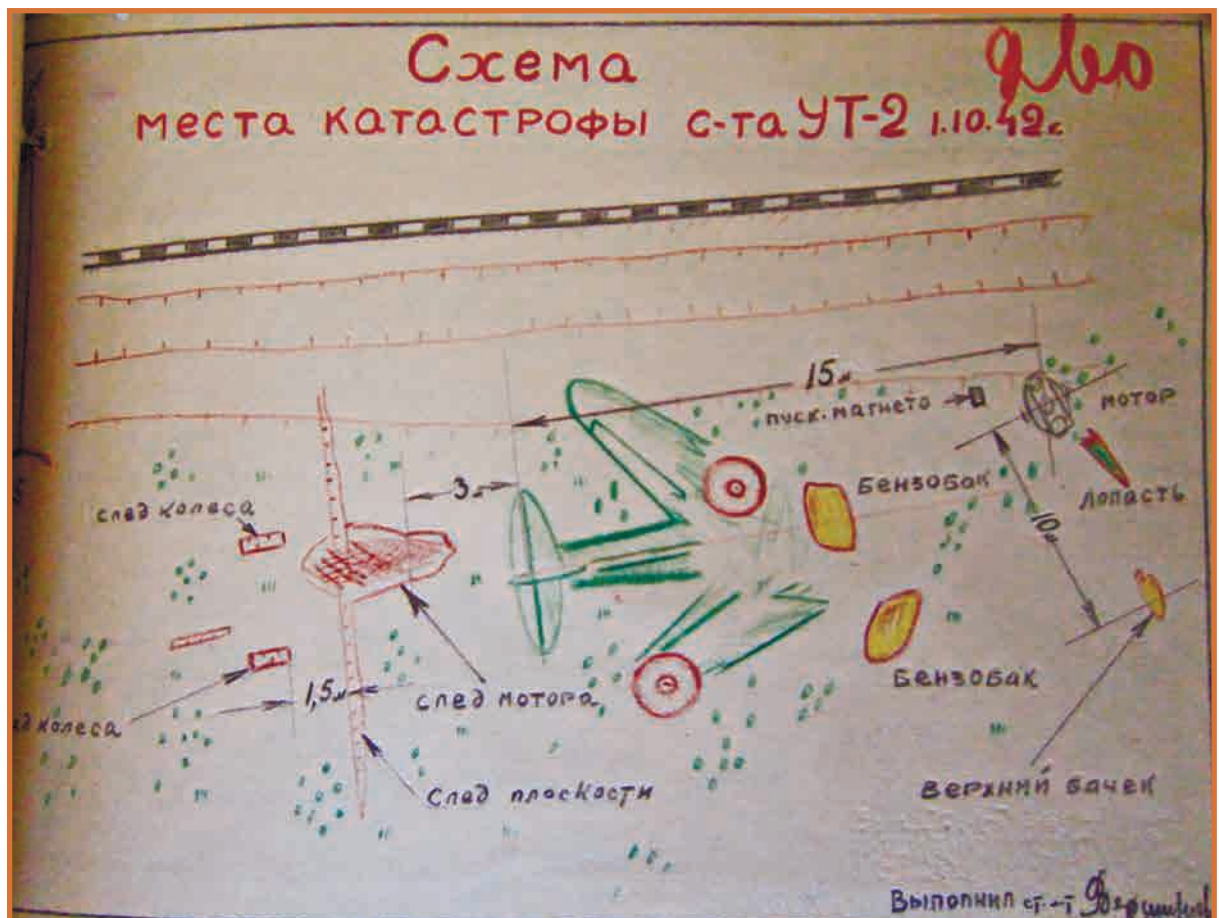 Схема
места катастрофы с-та УТ-2 1.10.42г.
15м
пуск. магнето
мотор
3м
Бензобак
лопасть
след колеса
10м
Бензобак
1,5м
след мотора
ед колеса
След плоскости
верхний бачек
Выполнил ст. т-т